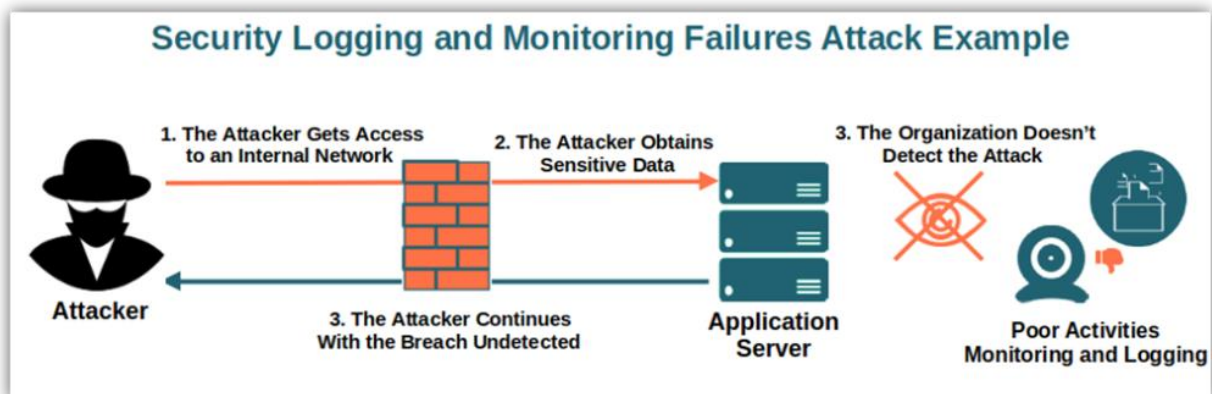 Security Logging and Monitoring Failures Attack Example
1. The Attacker Gets Access
to an Internal Network
2. The Attacker Obtains
Sensitive Data
3. The Organization Doesn't
Detect the Attack
Attacker
3. The Attacker Continues
With the Breach Undetected
Application
Server
Poor Activities
Monitoring and Logging